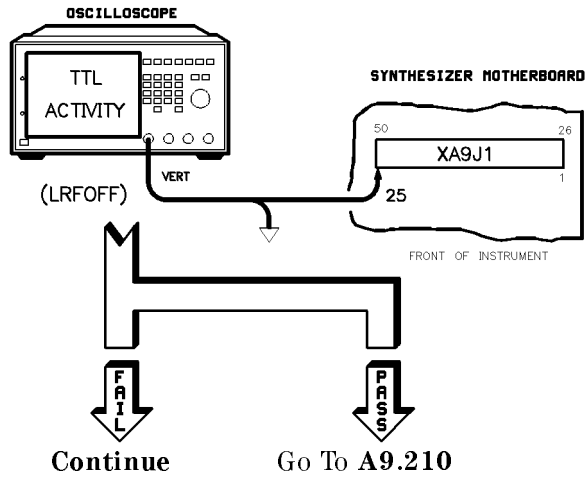 OSCILLOSCOPE
TTL
ACTIVITY
SYNTHESIZER MOTHERBOARD
50
26
XA9J1
1
VERT
25
(LRFOFF)
FRONT OF INSTRUMENT
FAIL
PASS
Continue
Go To A9.210